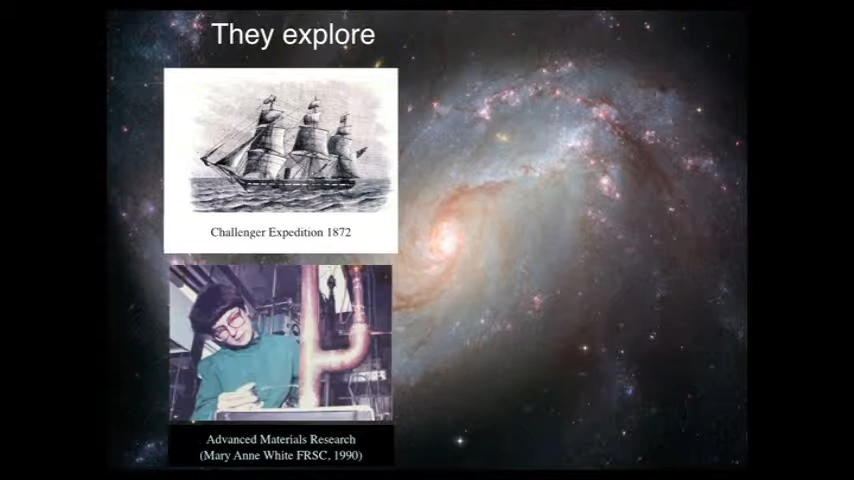 They explore
Challenger Expedition 1872
Advanced Materials Research
(Mary Anne White FRSC, 1990)